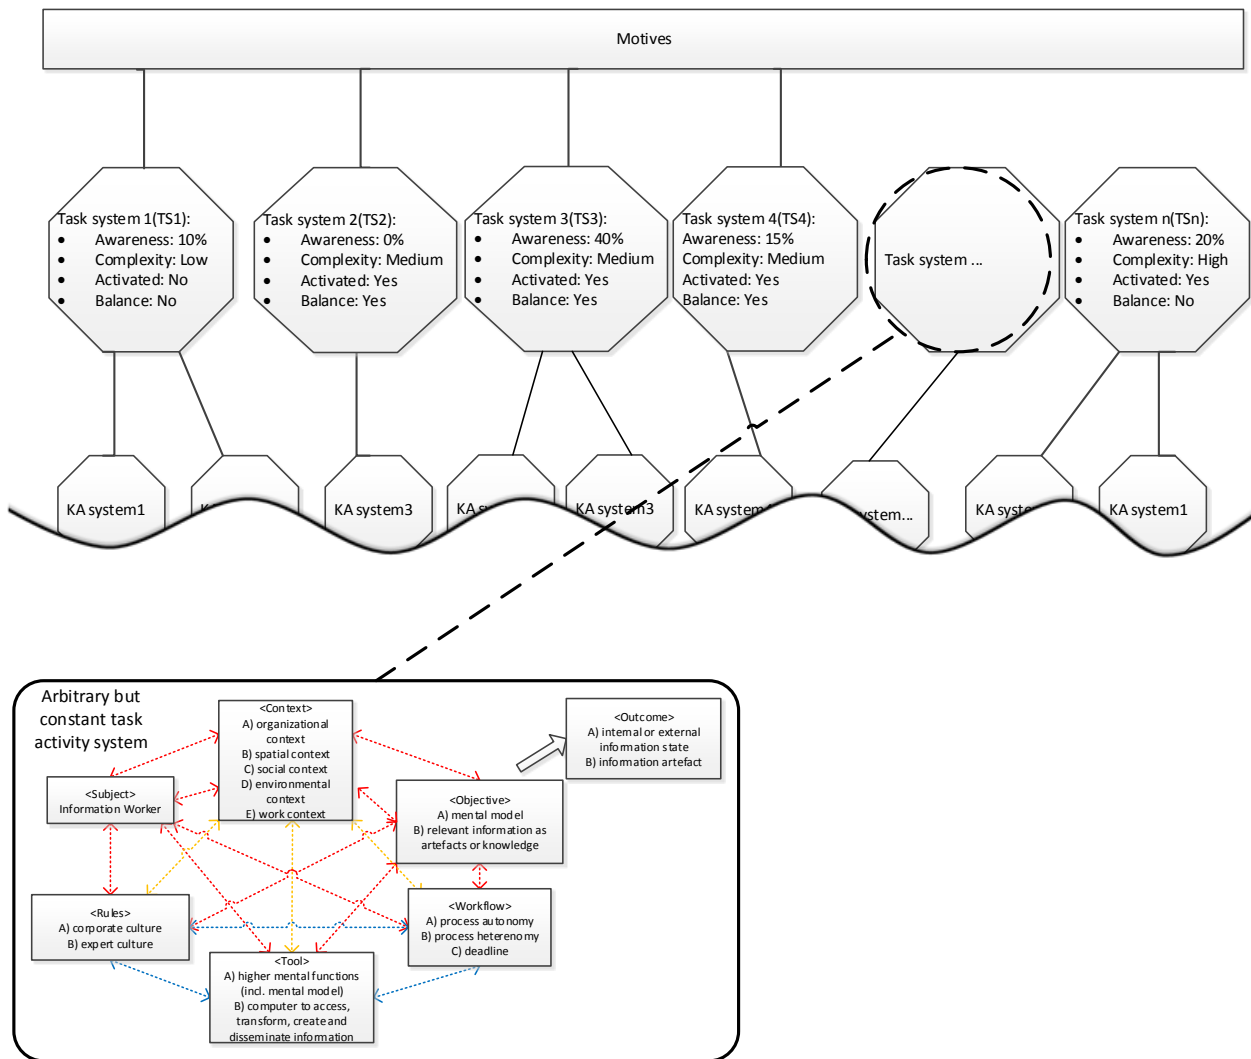 Motives
Task system 1(TS1):
• Awareness: 10%
• Complexity: Low
• Activated: No
• Balance: No
Task system 2(TS2):
• Awareness: 0%
• Complexity: Medium
• Activated: Yes
• Balance: Yes
Task system 3(TS3):
• Awareness: 40%
• Complexity: Medium
• Activated: Yes
• Balance: Yes
Task system 4(TS4):
Awareness: 15%
Complexity: Medium
Activated: Yes
Balance: Yes
Task system ...
Task system n(TSn):
• Awareness: 20%
• Complexity: High
• Activated: Yes
• Balance: No
KA system1
KA system3
KA
KA system3
KA
system...
KA
KA system1
Arbitrary but
constant task
activity system
<Context>
A) organizational
context
B) spatial context
C) social context
D) environmental
context
E) work context
<Outcome>
A) internal or external
information state
B) information artefact
<Subject>
Information Worker
<Objective>
A) mental model
B) relevant information as
artefacts or knowledge
<Rules>
A) corporate culture
B) expert culture
<Workflow>
A) process autonomy
B) process heterenomy
C) deadline
<Tool>
A) higher mental functions
(incl. mental model)
B) computer to access,
transform, create and
disseminate information